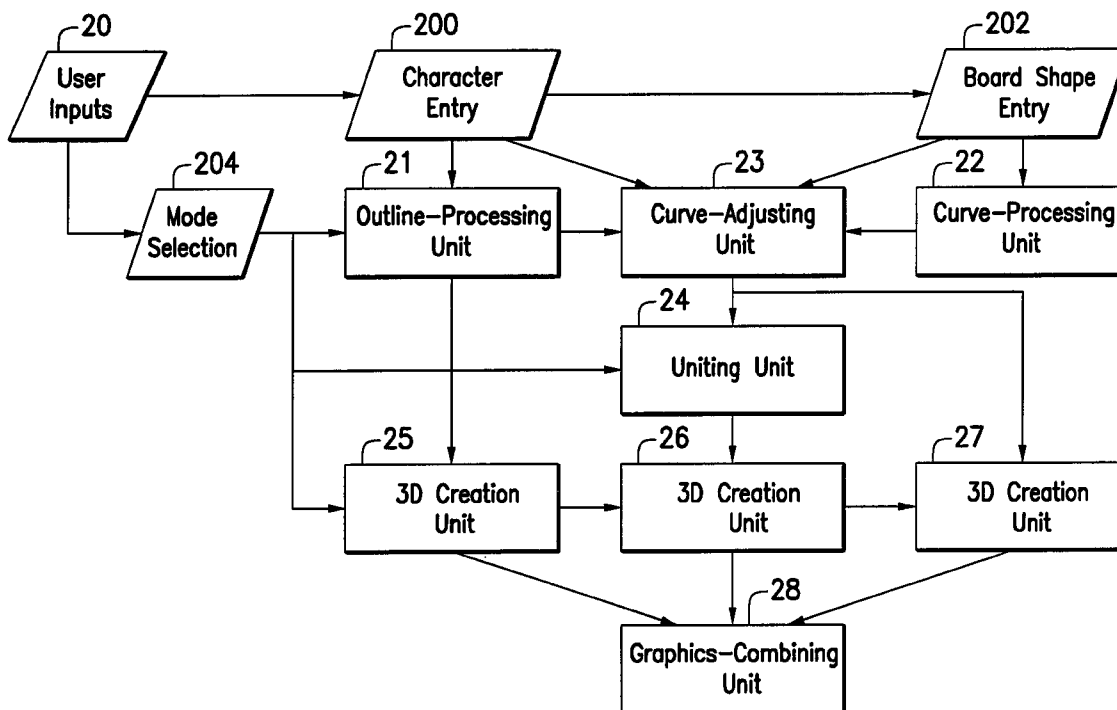 20
User
Inputs
200
Character
Entry
202
Board Shape
Entry
204
Mode
Selection
21
Outline-Processing
Unit
23
Curve-Adjusting
Unit
22
Curve-Processing
Unit
24
Uniting Unit
25
3D Creation
Unit
26
3D Creation
Unit
27
3D Creation
Unit
28
Graphics-Combining
Unit